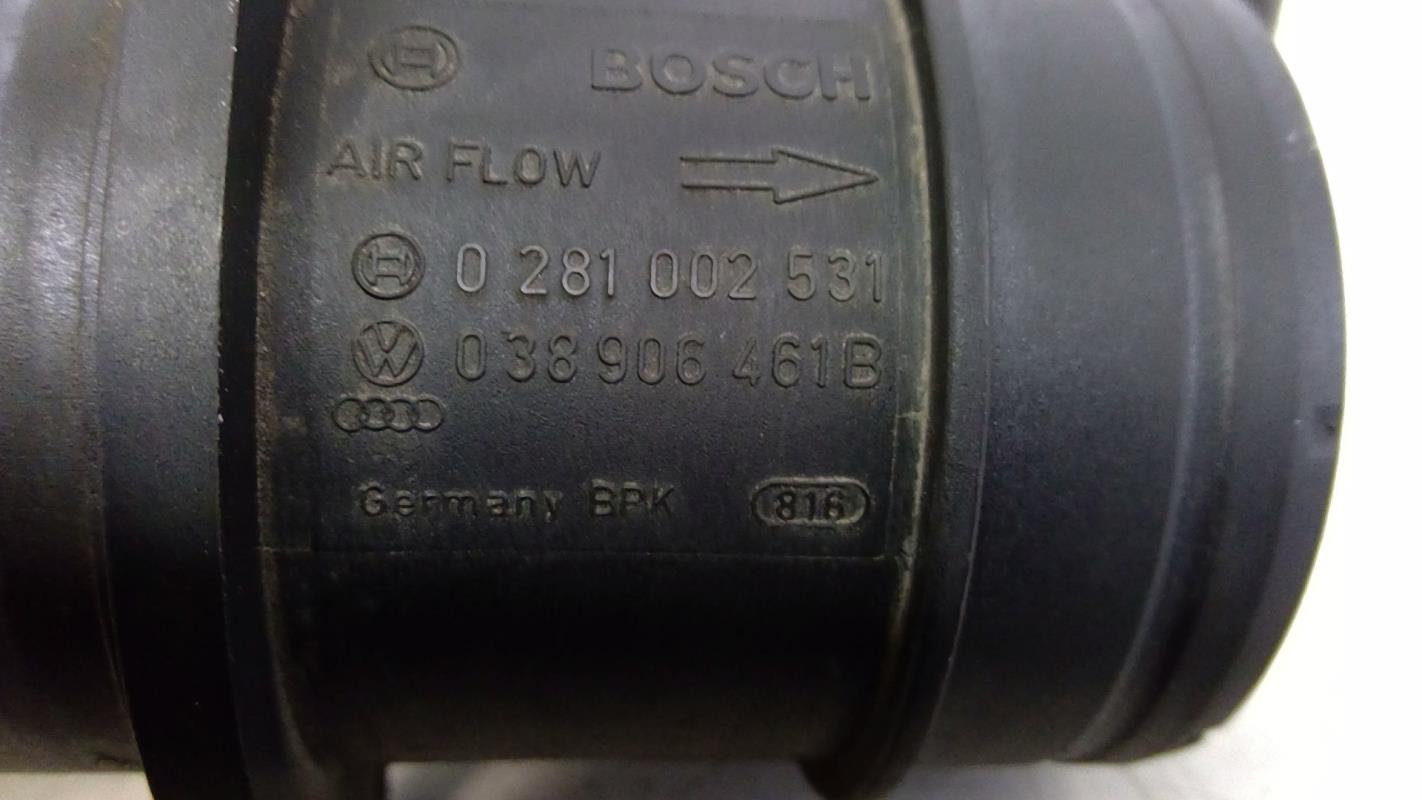 BOSCH
AIR FLOW
0 281 002 531
038 906 461B
Germany BPK 816